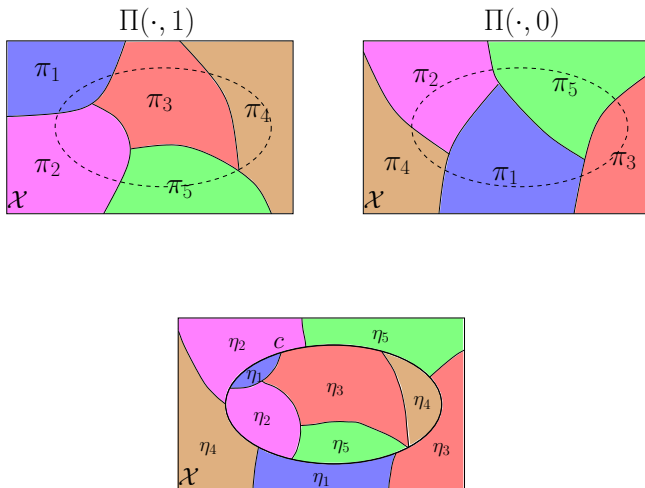 Π(·, 1)
Π(·, 0)
π₁
π₃
π₄
π₂
π₅
𝒳
π₂
π₅
π₃
π₄
π₁
𝒳
η₂
c
η₅
η₁
η₃
η₄
η₂
η₅
η₄
η₃
η₁
𝒳